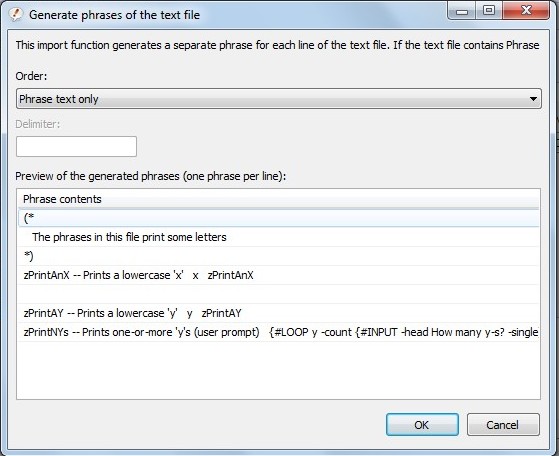 Generate phrases of the text file
This import function generates a separate phrase for each line of the text file. If the text file contains Phrase
Order:
Phrase text only
Delimiter:
Preview of the generated phrases (one phrase per line):
Phrase contents
(*
The phrases in this file print some letters
*)
zPrintAnX -- Prints a lowercase 'x'   x   zPrintAnX
zPrintAY -- Prints a lowercase 'y'   y   zPrintAY
zPrintNYs -- Prints one-or-more 'y's (user prompt)   {#LOOP y -count {#INPUT -head How many y-s? -single
OK
Cancel